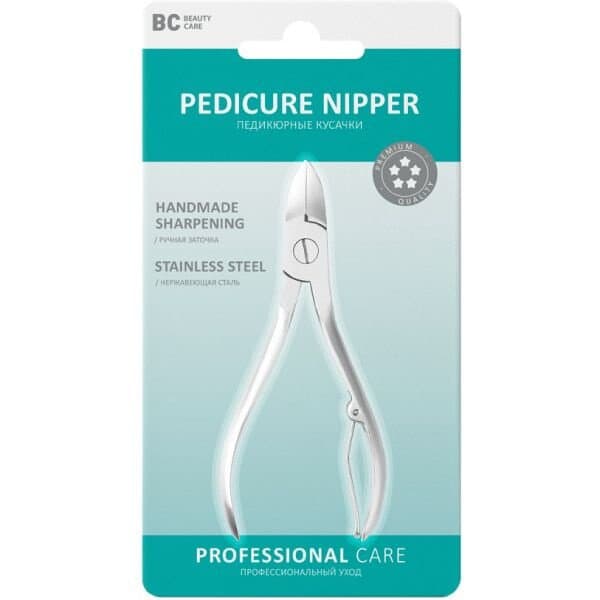 BC BEAUTY
CARE
PEDICURE NIPPER
ПЕДИКЮРНЫЕ КУСАЧКИ
PREMIUM
QUALITY
HANDMADE
SHARPENING
/ РУЧНАЯ ЗАТОЧКА
STAINLESS STEEL
/ НЕРЖАВЕЮЩАЯ СТАЛЬ
PROFESSIONAL CARE
ПРОФЕССИОНАЛЬНЫЙ УХОД